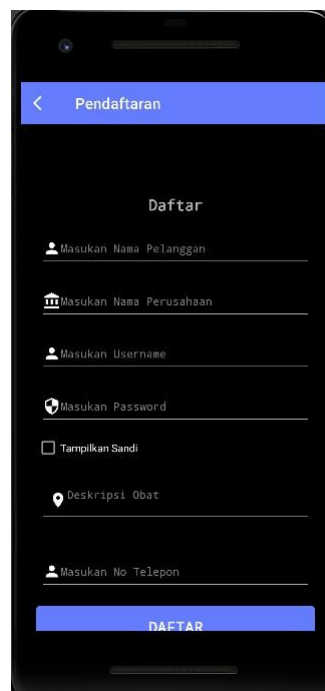 Pendaftaran
Daftar
Masukan Nama Pelanggan
Masukan Nama Perusahaan
Masukan Username
Masukan Password
Tampilkan Sandi
Deskripsi Obat
Masukan No Telepon
DAFTAR